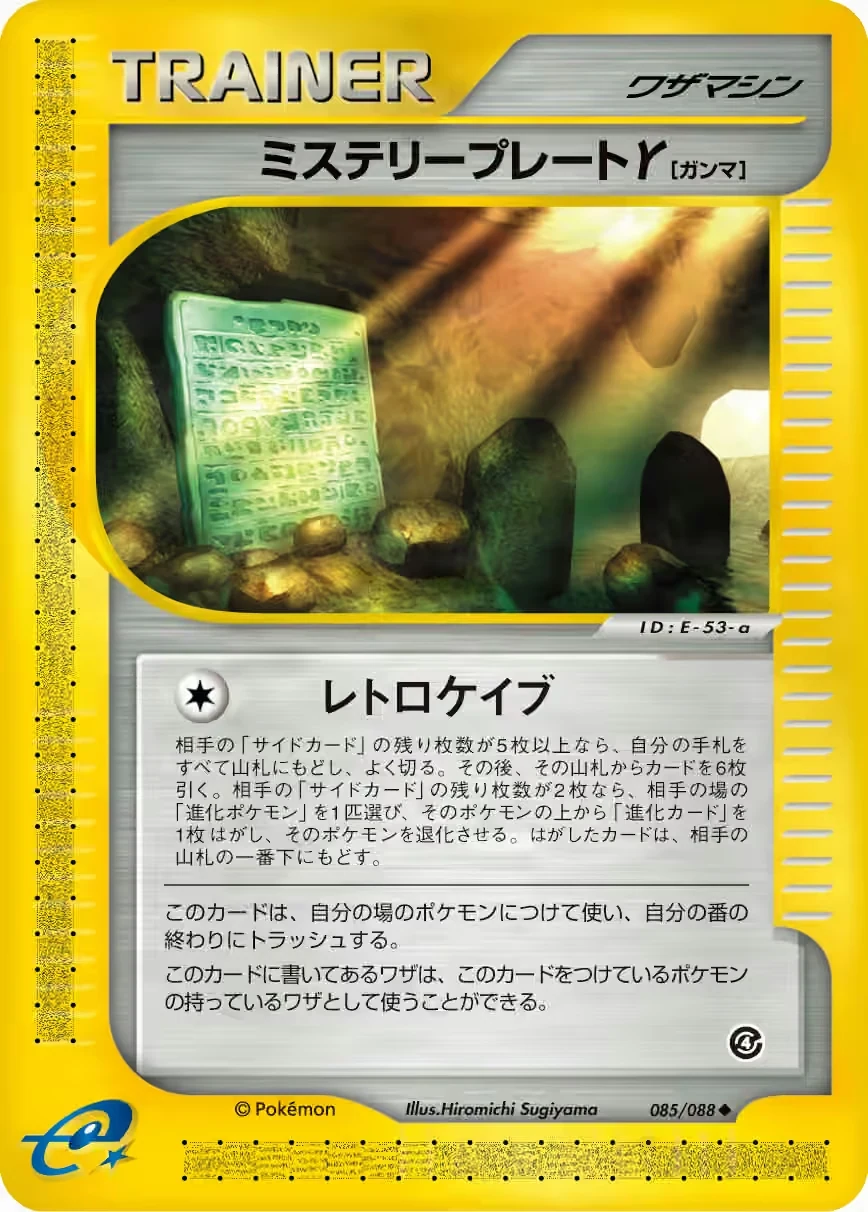 TRAINER
ワザマシン
ミステリープレートγ [ガンマ]
ID:E-53-a
レトロケイブ
相手の「サイドカード」の残り枚数が5枚以上なら、自分の手札を
すべて山札にもどし、よく切る。その後、その山札からカードを6枚
引く。相手の「サイドカード」の残り枚数が2枚なら、相手の場の
「進化ポケモン」を1匹選び、そのポケモンの上から「進化カード」を
1枚はがし、そのポケモンを退化させる。はがしたカードは、相手の
山札の一番下にもどす。
このカードは、自分の場のポケモンにつけて使い、自分の番の
終わりにトラッシュする。
このカードに書いてあるワザは、このカードをつけているポケモン
の持っているワザとして使うことができる。
4
e
© Pokémon
Illus.Hiromichi Sugiyama
085/088◆